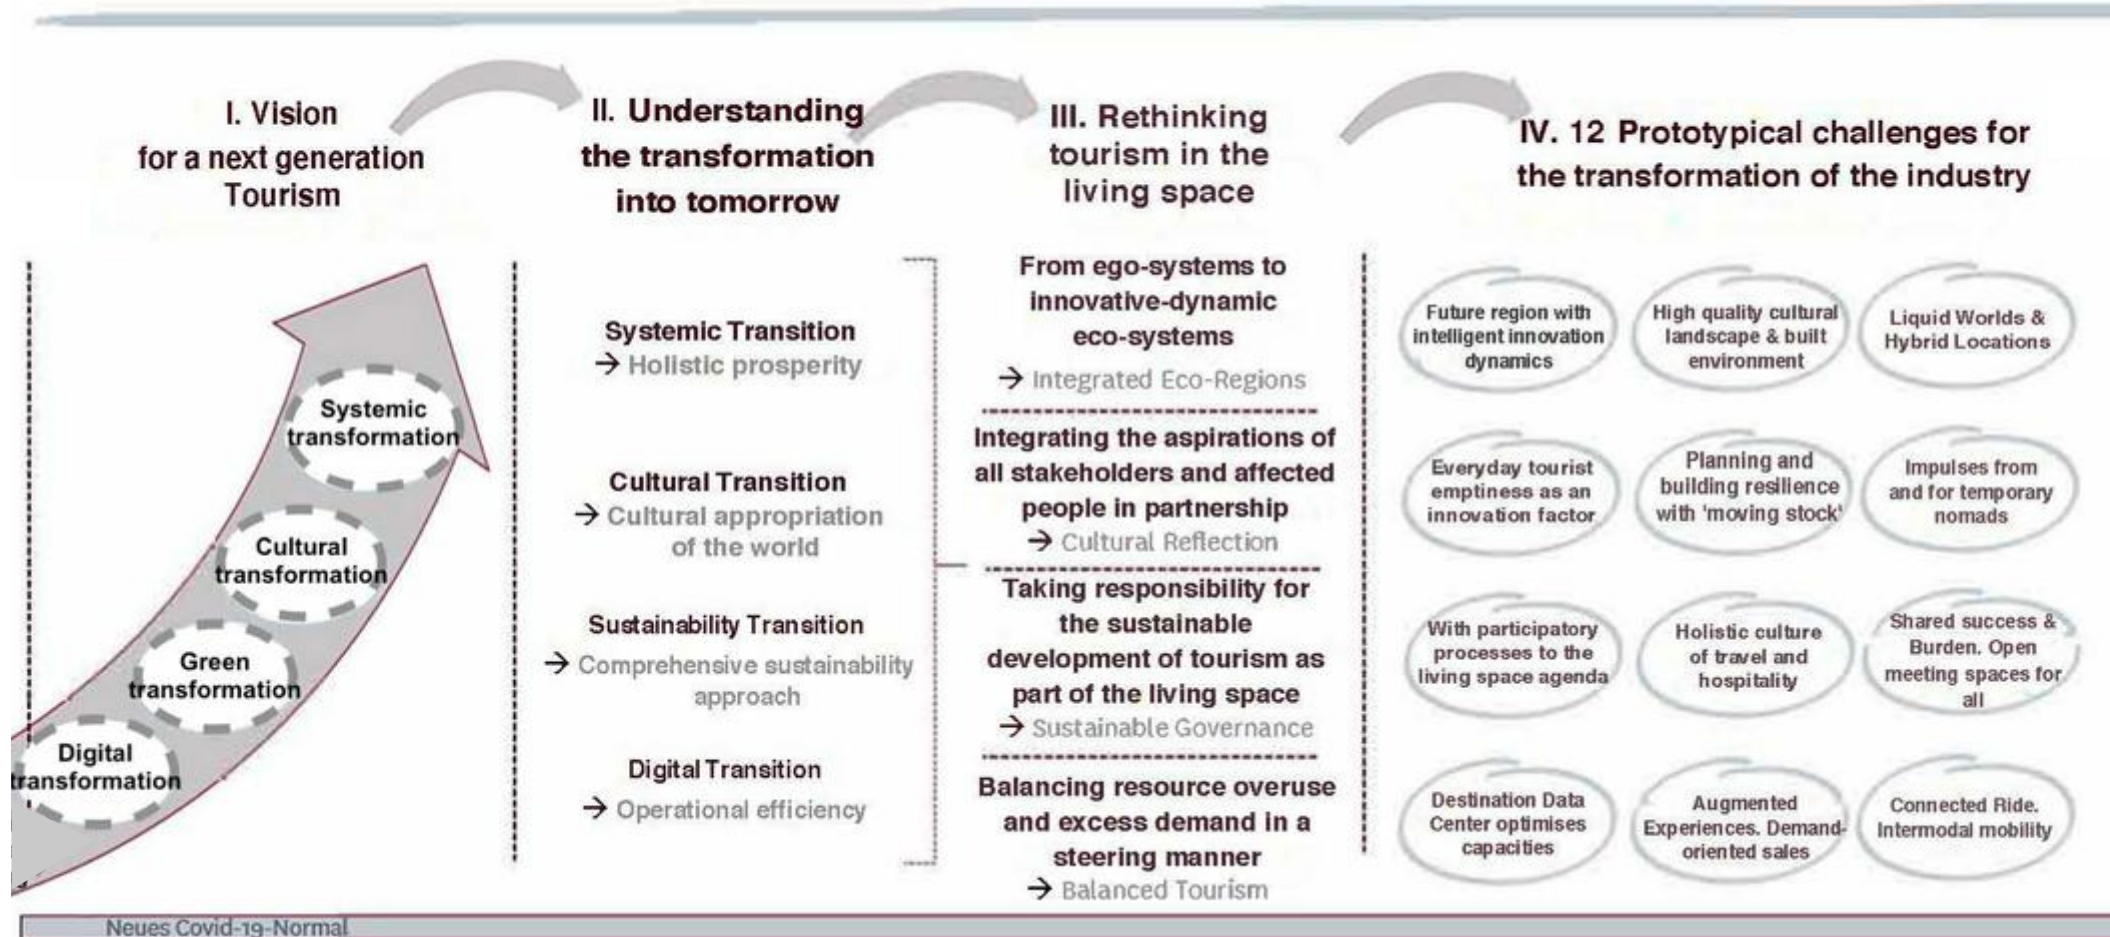 I. Vision
for a next generation
Tourism
II. Understanding
the transformation
into tomorrow
III. Rethinking
tourism in the
living space
IV. 12 Prototypical challenges for
the transformation of the industry
Systemic
transformation
Cultural
transformation
Green
transformation
Digital
transformation
Systemic Transition
→ Holistic prosperity
Cultural Transition
→ Cultural appropriation
of the world
Sustainability Transition
→ Comprehensive sustainability
approach
Digital Transition
→ Operational efficiency
From ego-systems to
innovative-dynamic
eco-systems
→ Integrated Eco-Regions
Integrating the aspirations of
all stakeholders and affected
people in partnership
→ Cultural Reflection
Taking responsibility for
the sustainable
development of tourism as
part of the living space
→ Sustainable Governance
Balancing resource overuse
and excess demand in a
steering manner
→ Balanced Tourism
Future region with
intelligent innovation
dynamics
High quality cultural
landscape & built
environment
Liquid Worlds &
Hybrid Locations
Everyday tourist
emptiness as an
innovation factor
Planning and
building resilience
with 'moving stock'
Impulses from
and for temporary
nomads
With participatory
processes to the
living space agenda
Holistic culture
of travel and
hospitality
Shared success &
Burden. Open
meeting spaces for
all
Destination Data
Center optimises
capacities
Augmented
Experiences. Demand-
oriented sales
Connected Ride.
Intermodal mobility
Neues Covid-19-Normal